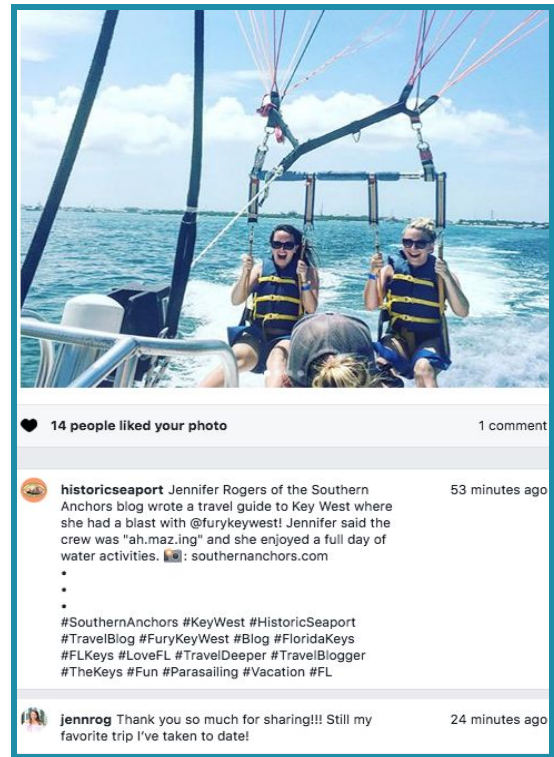 14 people liked your photo 1 comment
historicseaport Jennifer Rogers of the Southern 53 minutes ago
Anchors blog wrote a travel guide to Key West where
she had a blast with @furykeywest! Jennifer said the
crew was "ah.maz.ing" and she enjoyed a full day of
water activities. 📸: southernanchors.com
•
•
•
#SouthernAnchors #KeyWest #HistoricSeaport
#TravelBlog #FuryKeyWest #Blog #FloridaKeys
#FLKeys #LoveFL #TravelDeeper #TravelBlogger
#TheKeys #Fun #Parasailing #Vacation #FL
jennrog Thank you so much for sharing!!! Still my 24 minutes ago
favorite trip I've taken to date!